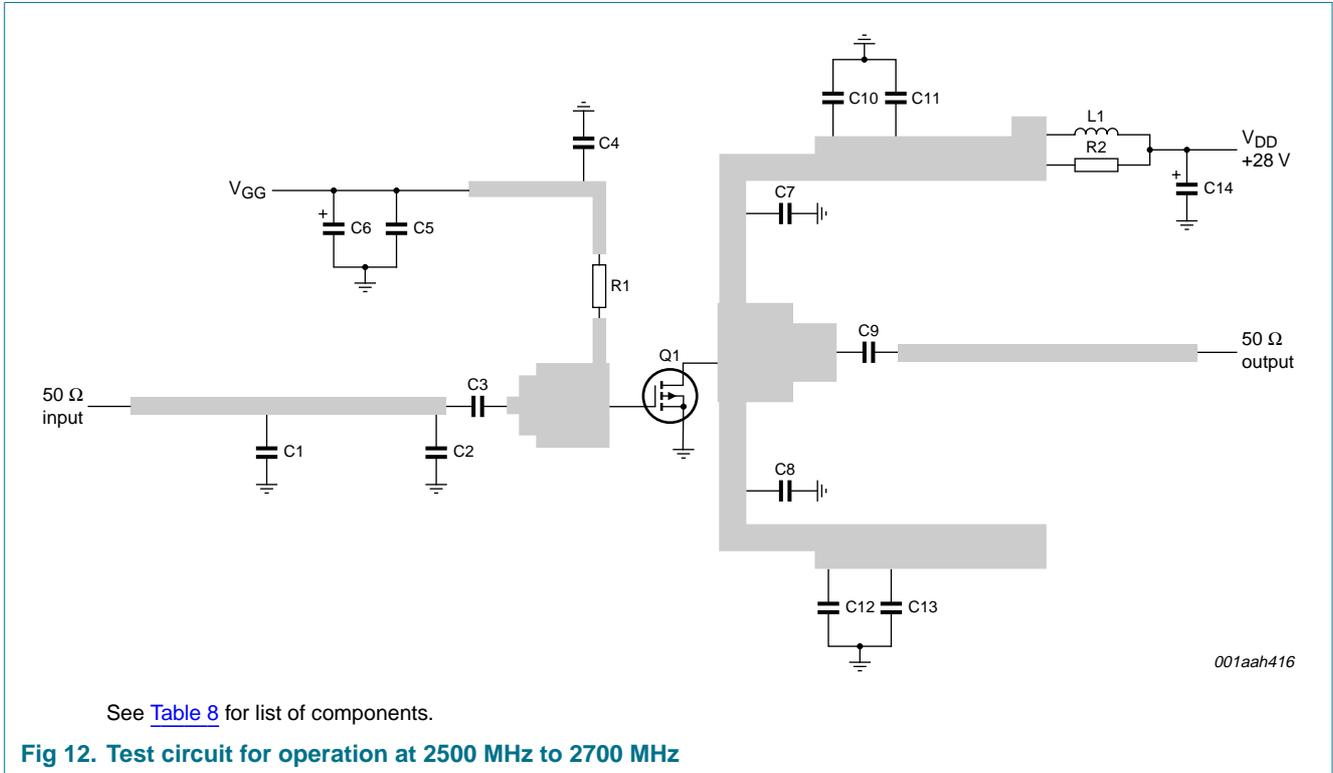 C10
C11
L1
R2
VDD
+28 V
C14
C4
VGG
+
C6
C5
C7
+
R1
C9
50 Ω
output
Q1
50 Ω
input
C3
C1
C2
C8
C12
C13
001aah416
See Table 8 for list of components.
Fig 12. Test circuit for operation at 2500 MHz to 2700 MHz